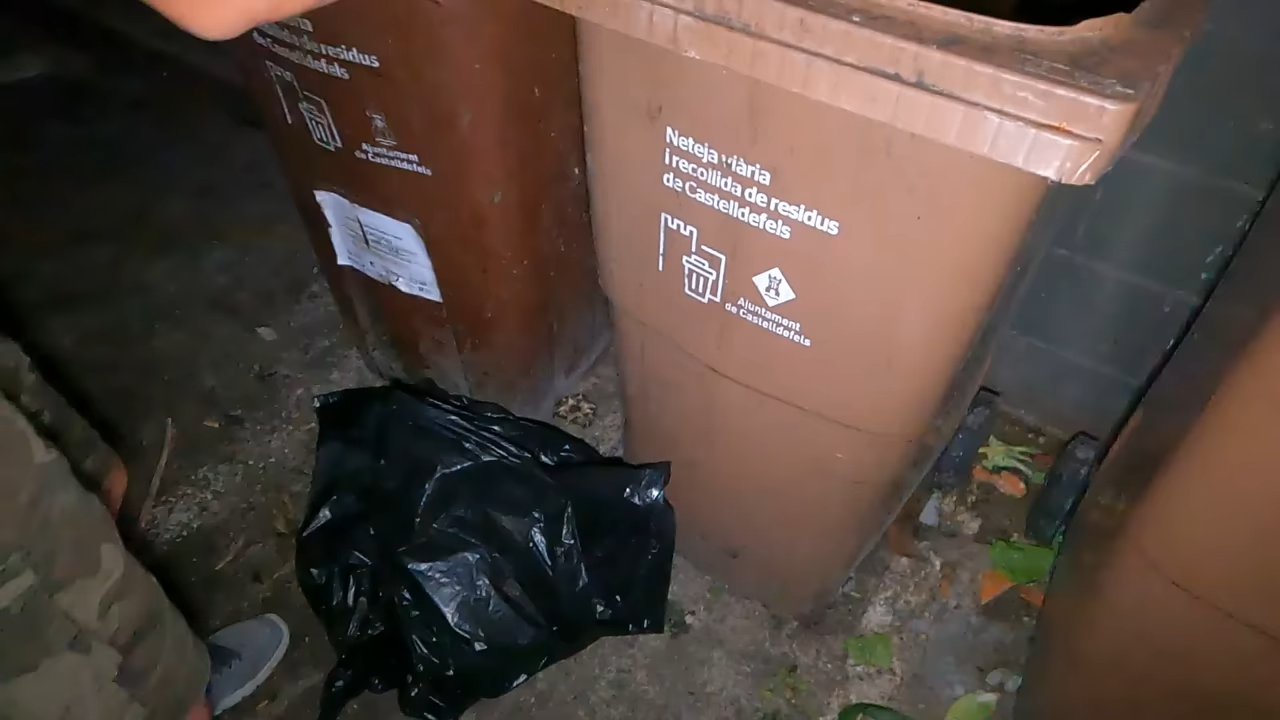 de residus
de Castelldefels
Ajuntament
de Castelldefels
Neteja viària
i recollida de residus
de Castelldefels
Ajuntament
de Castelldefels